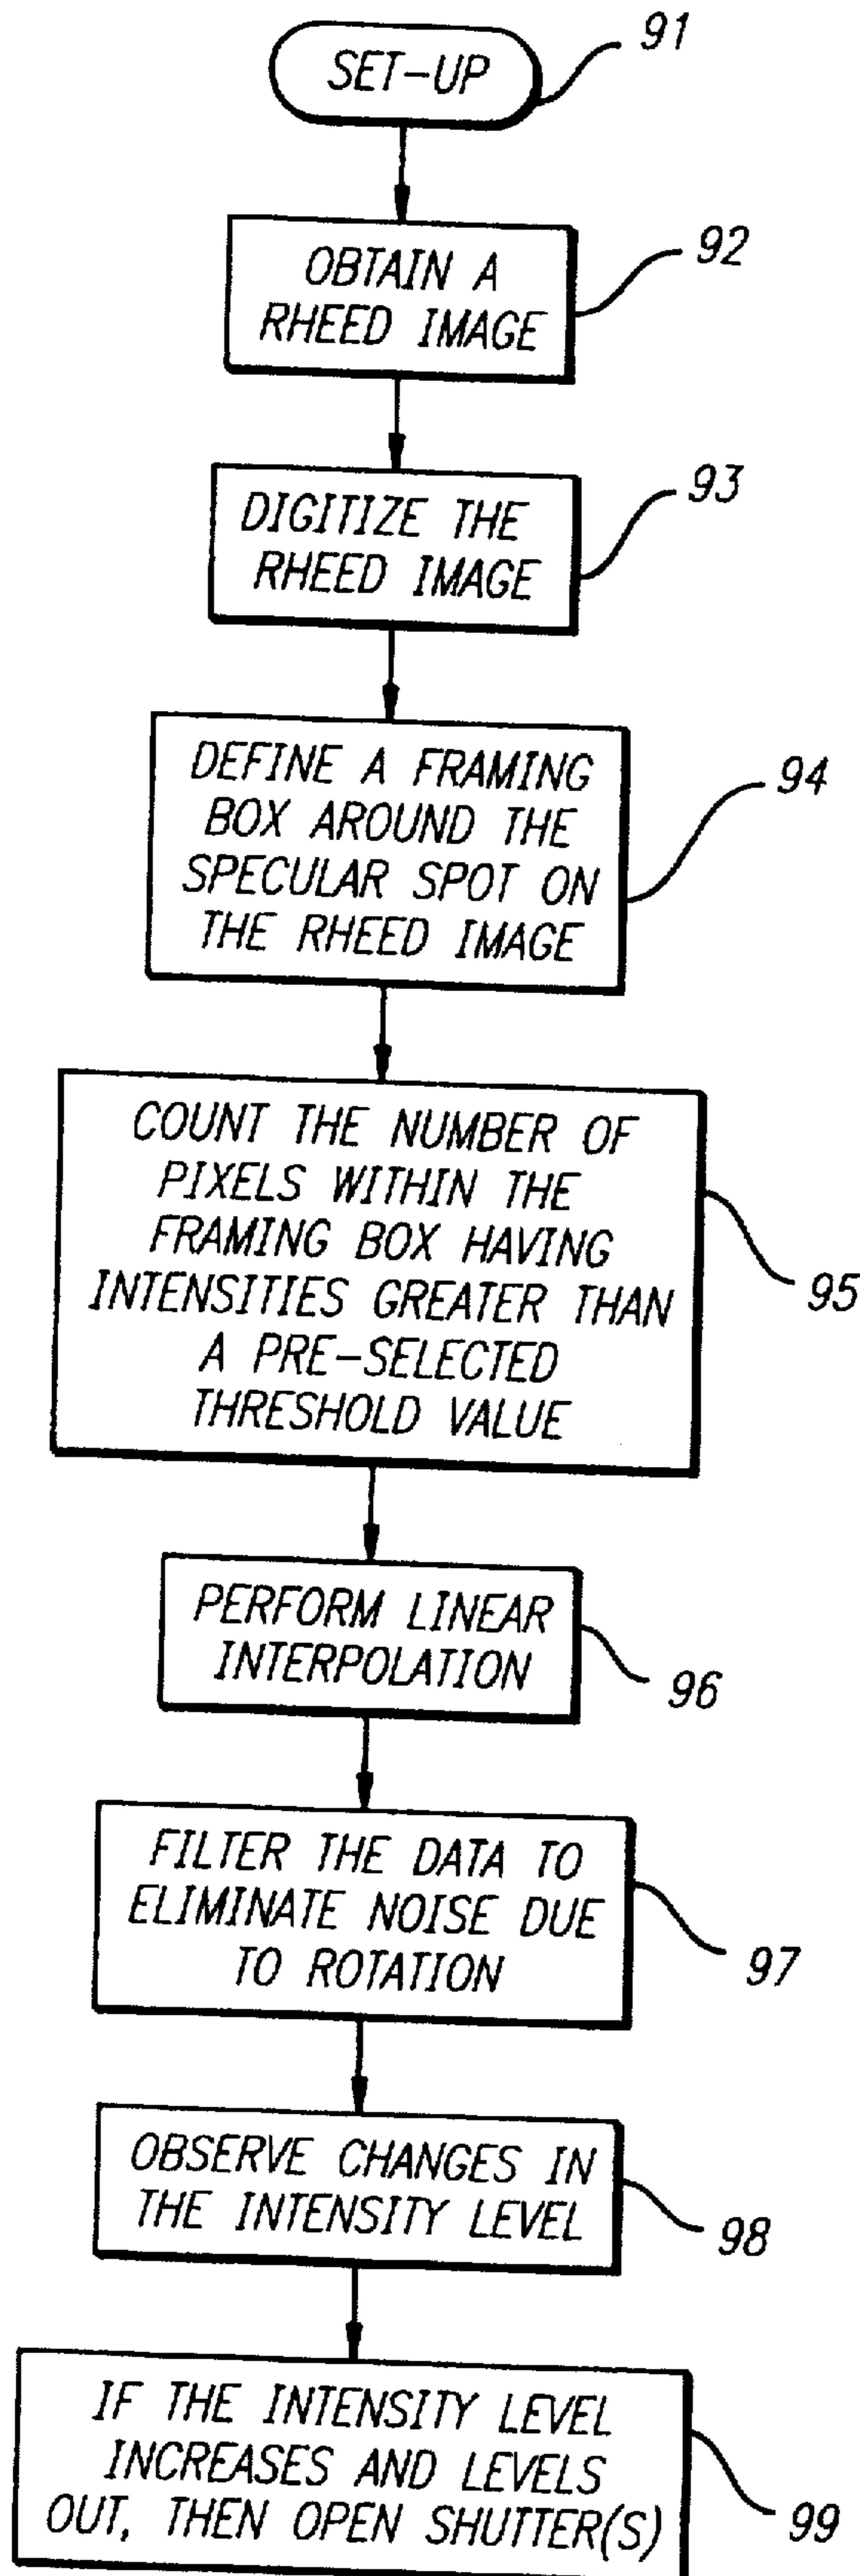 SET-UP
91
OBTAIN A
RHEED IMAGE
92
DIGITIZE THE
RHEED IMAGE
93
DEFINE A FRAMING
BOX AROUND THE
SPECULAR SPOT ON
THE RHEED IMAGE
94
COUNT THE NUMBER OF
PIXELS WITHIN THE
FRAMING BOX HAVING
INTENSITIES GREATER THAN
A PRE-SELECTED
THRESHOLD VALUE
95
PERFORM LINEAR
INTERPOLATION
96
FILTER THE DATA TO
ELIMINATE NOISE DUE
TO ROTATION
97
OBSERVE CHANGES IN
THE INTENSITY LEVEL
98
IF THE INTENSITY LEVEL
INCREASES AND LEVELS
OUT, THEN OPEN SHUTTER(S)
99